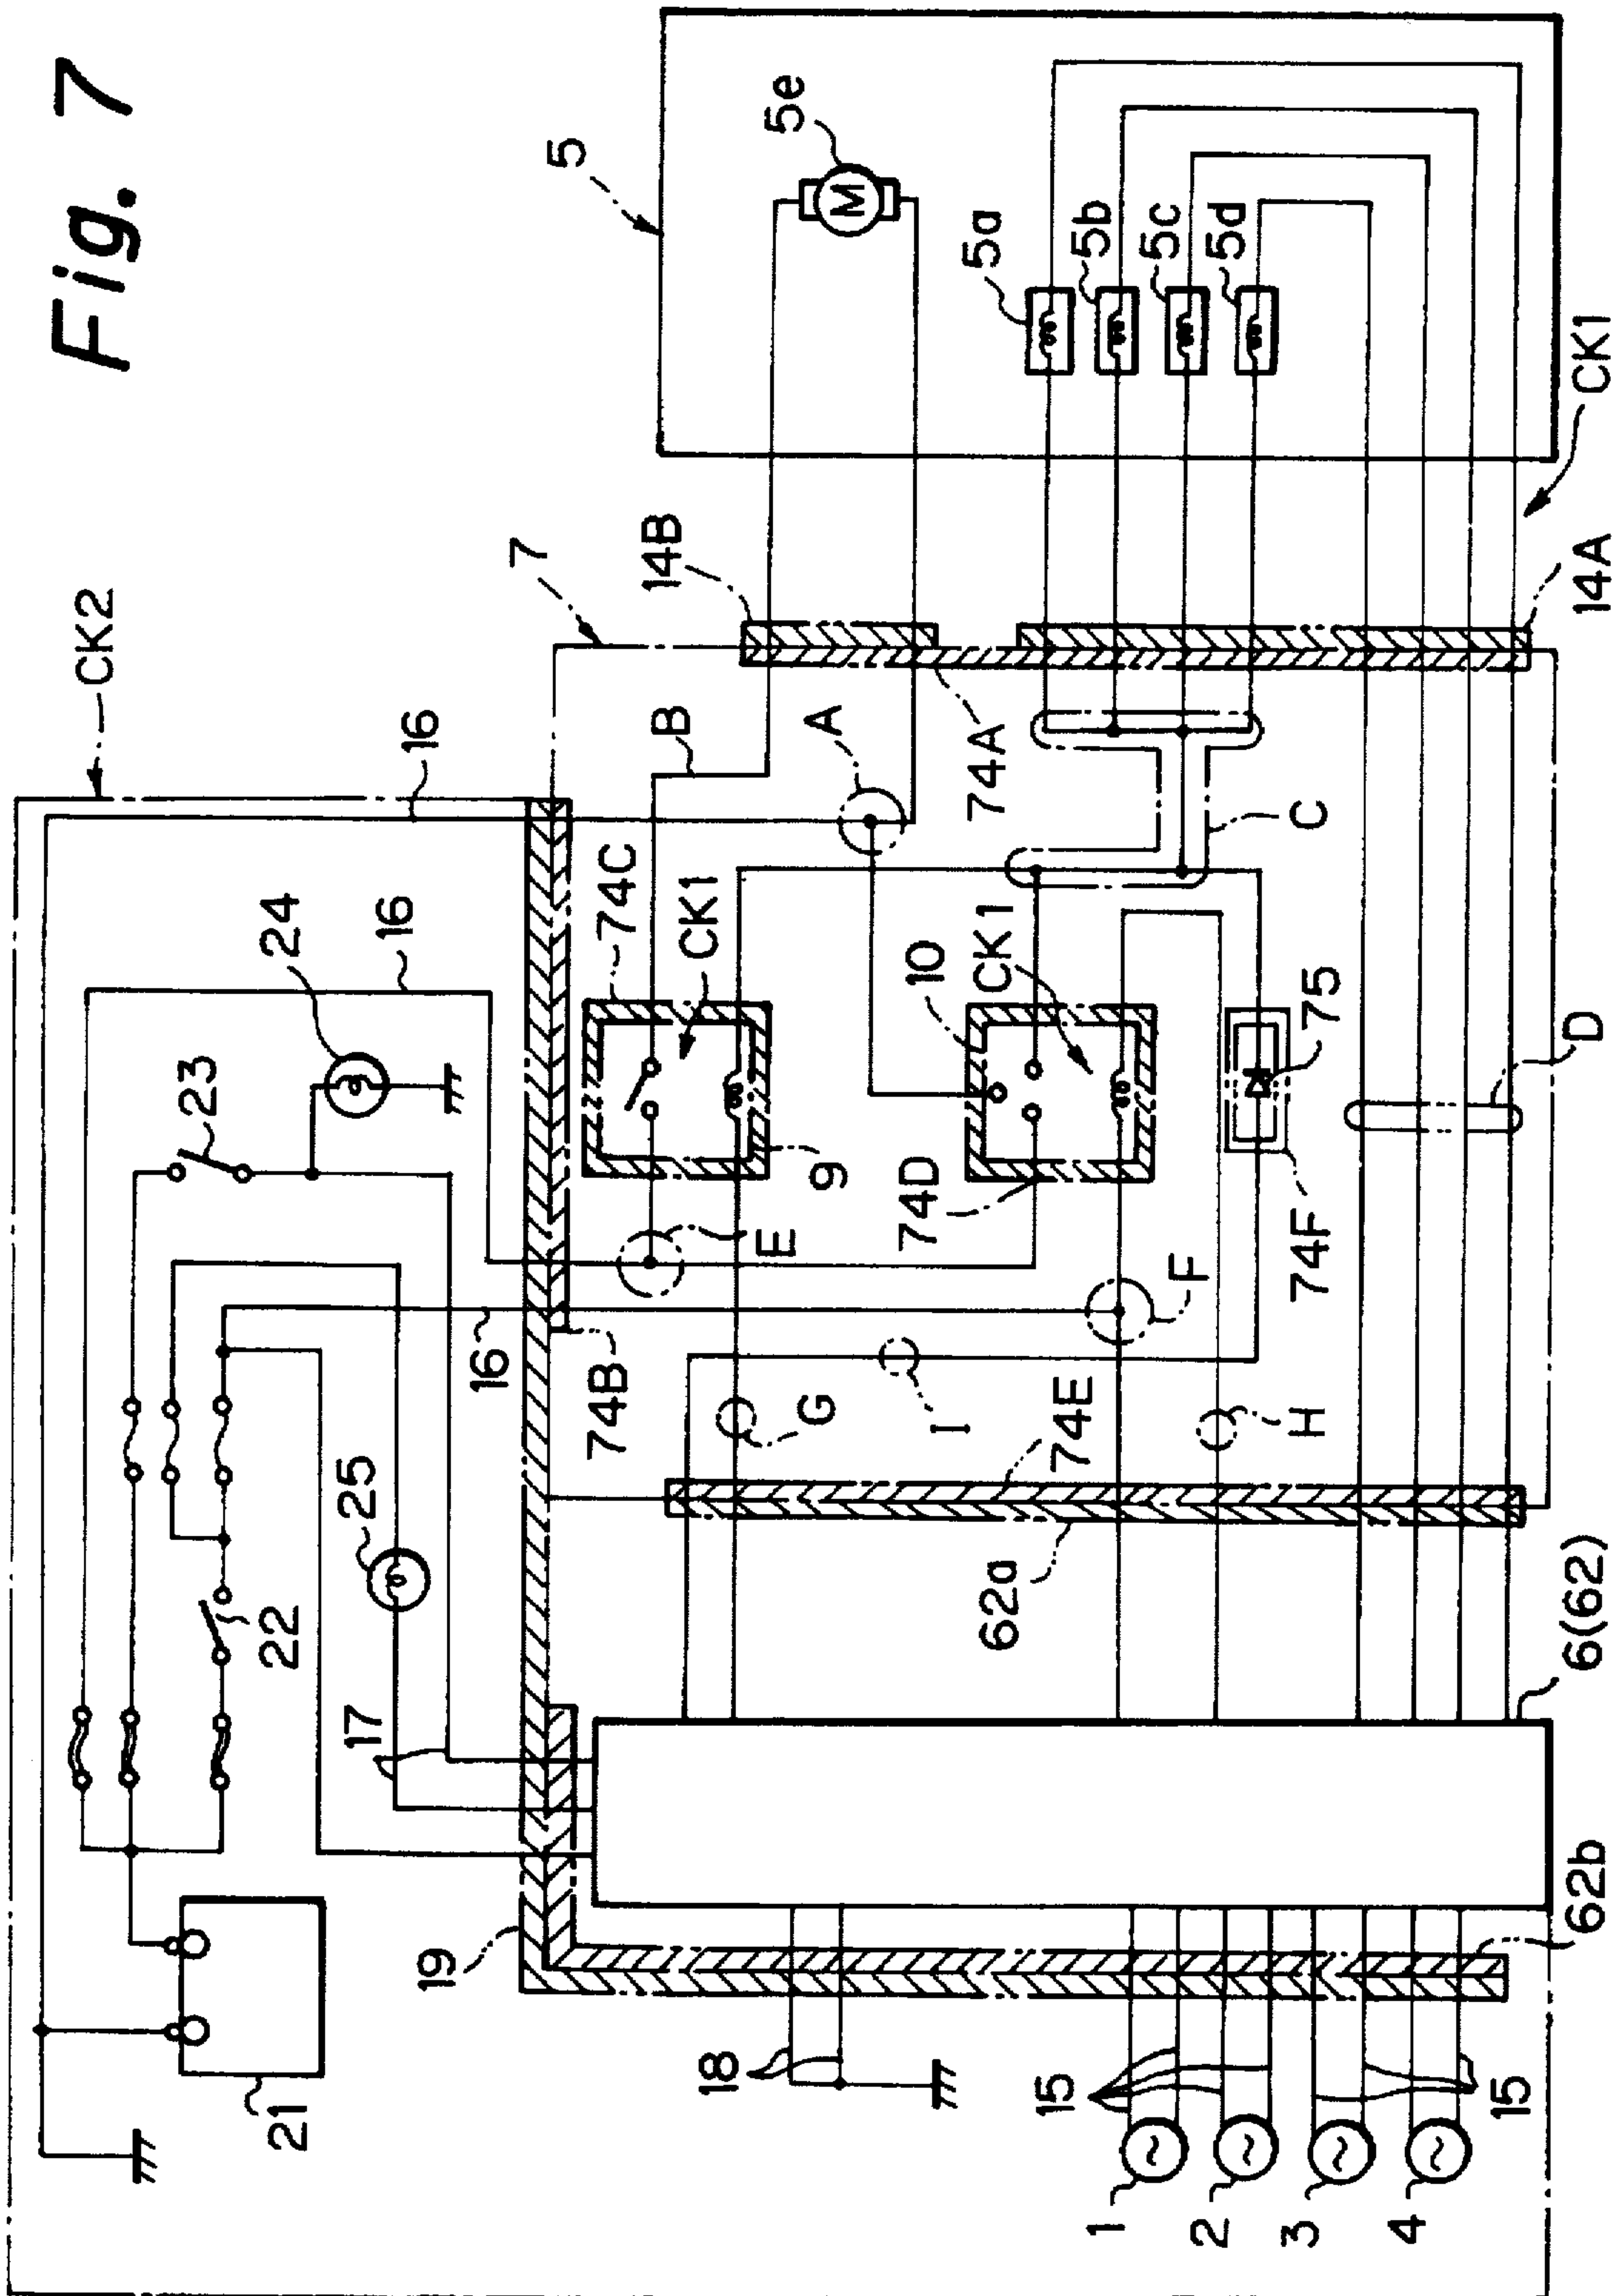 Fig. 7
CK2
5
5e
M
5a
5b
5c
5d
CK1
7
14B
14A
16
B
A
74A
C
24
16
74C
CK1
10
CK1
75
D
23
9
E
74D
F
74F
16
74B
G
I
74E
H
25
22
62a
6(62)
17
19
62b
21
18
15
15
1
2
3
4